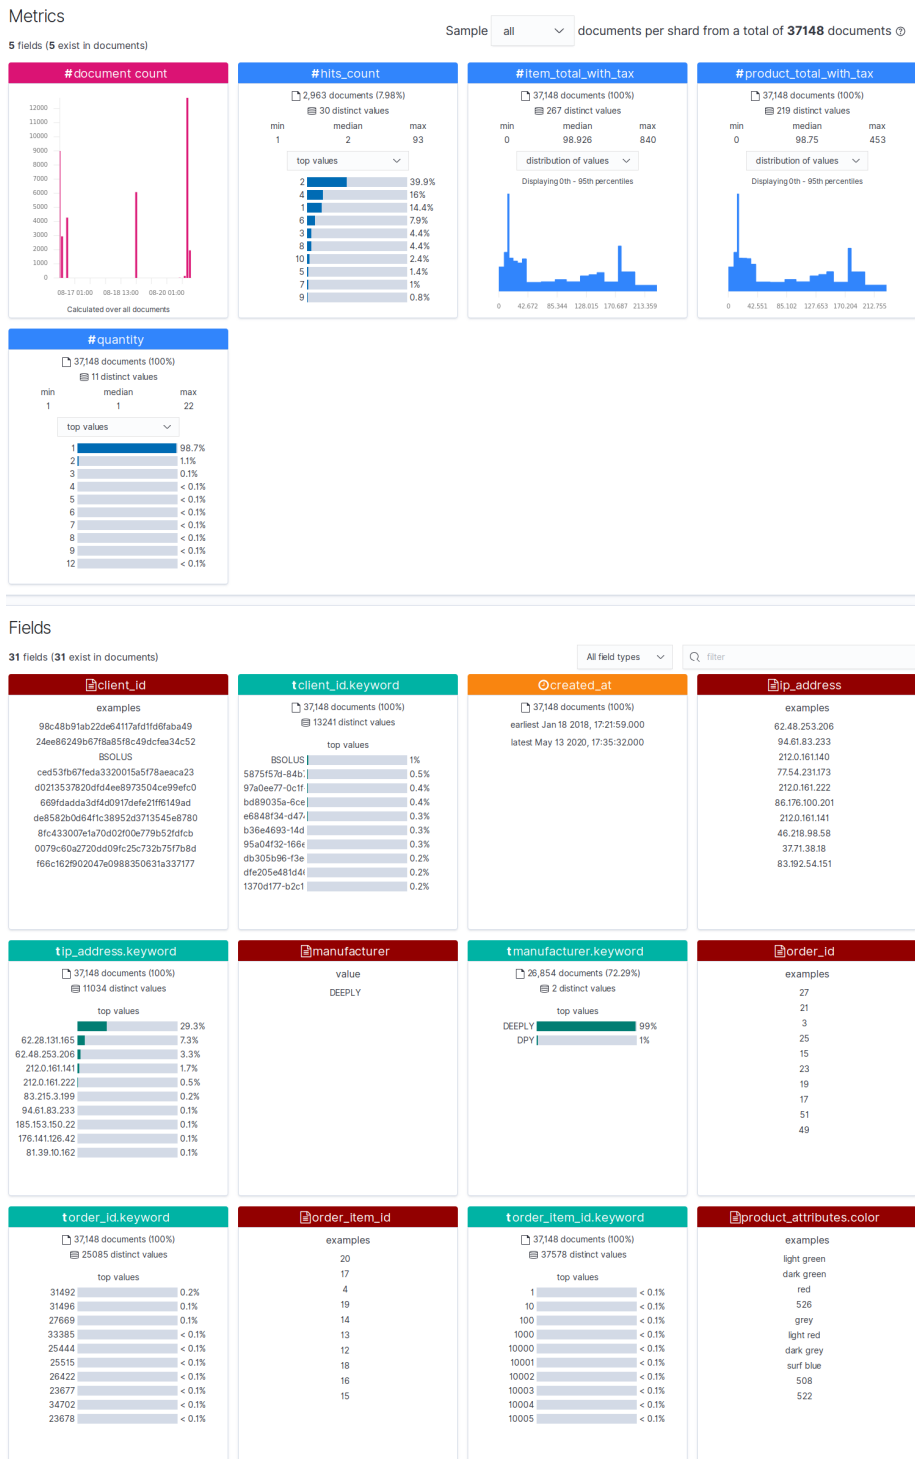 Metrics
Sample all documents per shard from a total of 37148 documents
5 fields (5 exist in documents)
#document count
12000
11000
10000
9000
8000
7000
6000
5000
4000
3000
2000
1000
0
08-17 01:00 08-18 13:00 08-20 01:00
Calculated over all documents
#hits_count
2,963 documents (7.98%)
30 distinct values
min median max
1 2 93
top values
2 39.9%
4 16%
1 14.4%
6 7.9%
3 4.4%
8 4.4%
10 2.4%
5 1.4%
7 1%
9 0.8%
#item_total_with_tax
37,148 documents (100%)
267 distinct values
min median max
0 98.926 840
distribution of values
Displaying 0th - 95th percentiles
0 42.672 85.344 128.015 170.687 213.359
#product_total_with_tax
37,148 documents (100%)
219 distinct values
min median max
0 98.75 453
distribution of values
Displaying 0th - 95th percentiles
0 42.551 85.102 127.653 170.204 212.755
#quantity
37,148 documents (100%)
11 distinct values
min median max
1 1 22
top values
1 98.7%
2 1.1%
3 0.1%
4 < 0.1%
5 < 0.1%
6 < 0.1%
7 < 0.1%
8 < 0.1%
9 < 0.1%
12 < 0.1%
Fields
31 fields (31 exist in documents)
All field types
filter
client_id
examples
98c48b91ab22de64117afd1fd6faba49
24ee86249b67f8a85f8c49dcfea34c52
BSOLUS
ced53fb67feda3320015a5f78aeaca23
d0213537820dfd4ee8973504ce99efc0
669fdadda3df4d0917defe21ff6149ad
de8582b0d64f1c38952d3713545e8780
8fc433007e1a70d02f00e779b52fdfcb
0079c60a2720dd09fc25c732b75f7b8d
f66c162f902047e0988350631a337177
t client_id.keyword
37,148 documents (100%)
13241 distinct values
top values
BSOLUS 1%
5875f57d-84b 0.5%
97a0ee77-0c1f 0.4%
bd89035a-6ce 0.4%
e6848f34-d47 0.3%
b36e4693-14d 0.3%
95a04f32-166e 0.3%
db305b96-f3e 0.2%
dfe205e481d4 0.2%
1370d177-b2c1 0.2%
created_at
37,148 documents (100%)
earliest Jan 18 2018, 17:21:59.000
latest May 13 2020, 17:35:32.000
ip_address
examples
62.48.253.206
94.61.83.233
212.0.161.140
77.54.231.173
212.0.161.222
86.176.100.201
212.0.161.141
46.218.98.58
37.71.38.18
83.192.54.151
t ip_address.keyword
37,148 documents (100%)
11034 distinct values
top values
29.3%
62.28.131.165 7.3%
62.48.253.206 3.3%
212.0.161.141 1.7%
212.0.161.222 0.5%
83.215.3.199 0.2%
94.61.83.233 0.1%
185.153.150.22 0.1%
176.141.126.42 0.1%
81.39.10.162 0.1%
manufacturer
value
DEEPLY
t manufacturer.keyword
26,854 documents (72.29%)
2 distinct values
top values
DEEPLY 99%
DPY 1%
order_id
examples
27
21
3
25
15
23
19
17
51
49
t order_id.keyword
37,148 documents (100%)
25085 distinct values
top values
31492 0.2%
31496 0.1%
27669 0.1%
33385 < 0.1%
25444 < 0.1%
25515 < 0.1%
26422 < 0.1%
23677 < 0.1%
34702 < 0.1%
23678 < 0.1%
order_item_id
examples
20
17
4
19
14
13
12
18
16
15
t order_item_id.keyword
37,148 documents (100%)
37578 distinct values
top values
1 < 0.1%
10 < 0.1%
100 < 0.1%
1000 < 0.1%
10000 < 0.1%
10001 < 0.1%
10002 < 0.1%
10003 < 0.1%
10004 < 0.1%
10005 < 0.1%
product_attributes.color
examples
light green
dark green
red
526
grey
light red
dark grey
surf blue
508
522